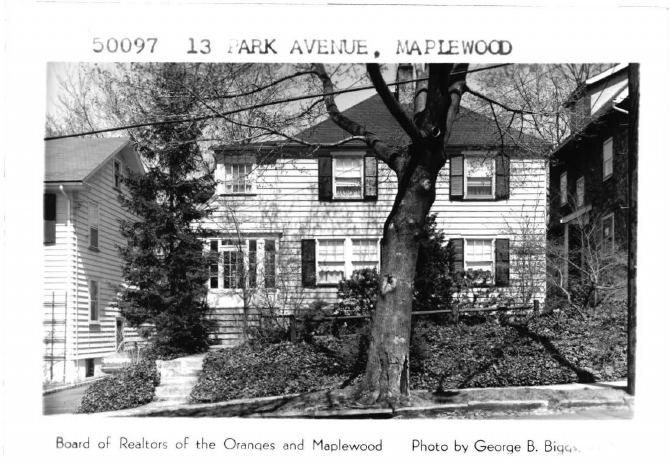 50097 13 PARK AVENUE, MAPLEWOOD
Board of Realtors of the Oranges and Maplewood Photo by George B. Biggs,